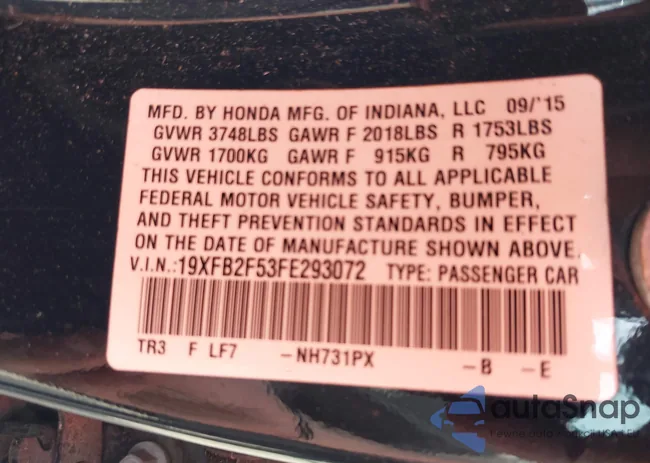 MFD. BY HONDA MFG. OF INDIANA, LLC 09/'15
GVWR 3748LBS GAWR F 2018LBS R 1753LBS
GVWR 1700KG GAWR F 915KG R 795KG
THIS VEHICLE CONFORMS TO ALL APPLICABLE
FEDERAL MOTOR VEHICLE SAFETY, BUMPER,
AND THEFT PREVENTION STANDARDS IN EFFECT
ON THE DATE OF MANUFACTURE SHOWN ABOVE.
V.I.N.:19XFB2F53FE293072 TYPE: PASSENGER CAR
TR3 F LF7 -NH731PX -B -E
autoSnap